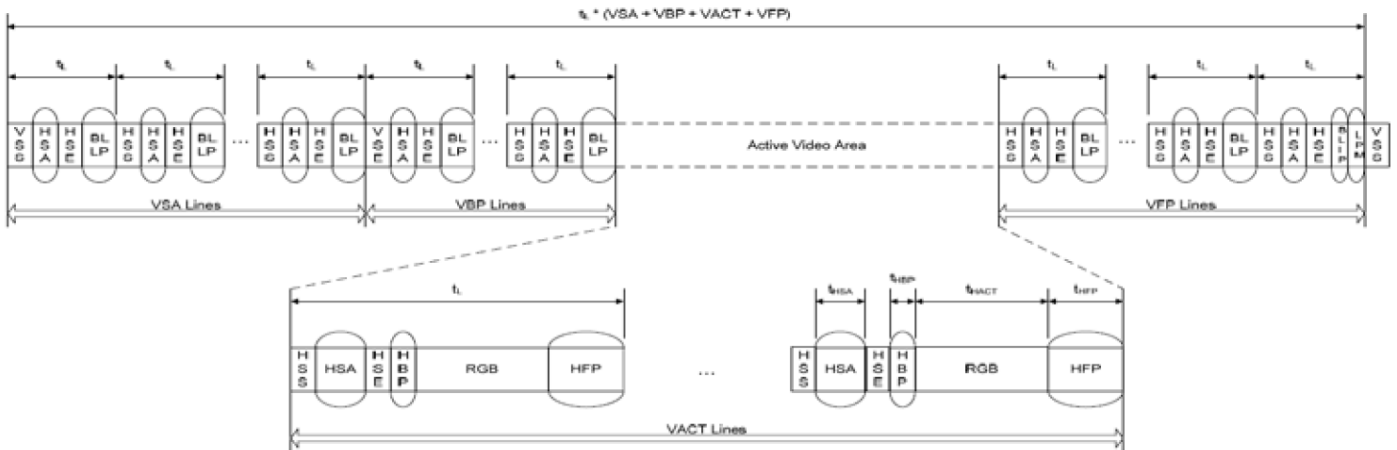 tL * (VSA + VBP + VACT + VFP)
tL tL tL tL tL tL tL tL
VSS HSA HSE BLLP HSS HSA HSE BLLP ... HSS HSA HSE BLLP VSE HSA HSE BLLP ... HSS HSA HSE BLLP Active Video Area HSS HSA HSE BLLP ... HSS HSA HSE BLLP HSS HSA HSE BLLP LPM VSS
VSA Lines VBP Lines VFP Lines
tL tHSA tHBP tHACT tHFP
HSS HSA HSE HBP RGB HFP ... HSS HSA HSE HBP RGB HFP
VACT Lines